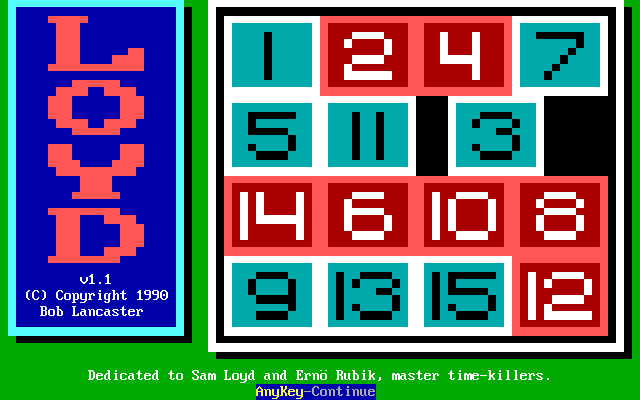 LOYD
v1.1
(C) Copyright 1990
Bob Lancaster
1 2 4 7
5 11 3
14 6 10 8
9 13 15 12
Dedicated to Sam Loyd and Ernö Rubik, master time-killers.
AnyKey-Continue